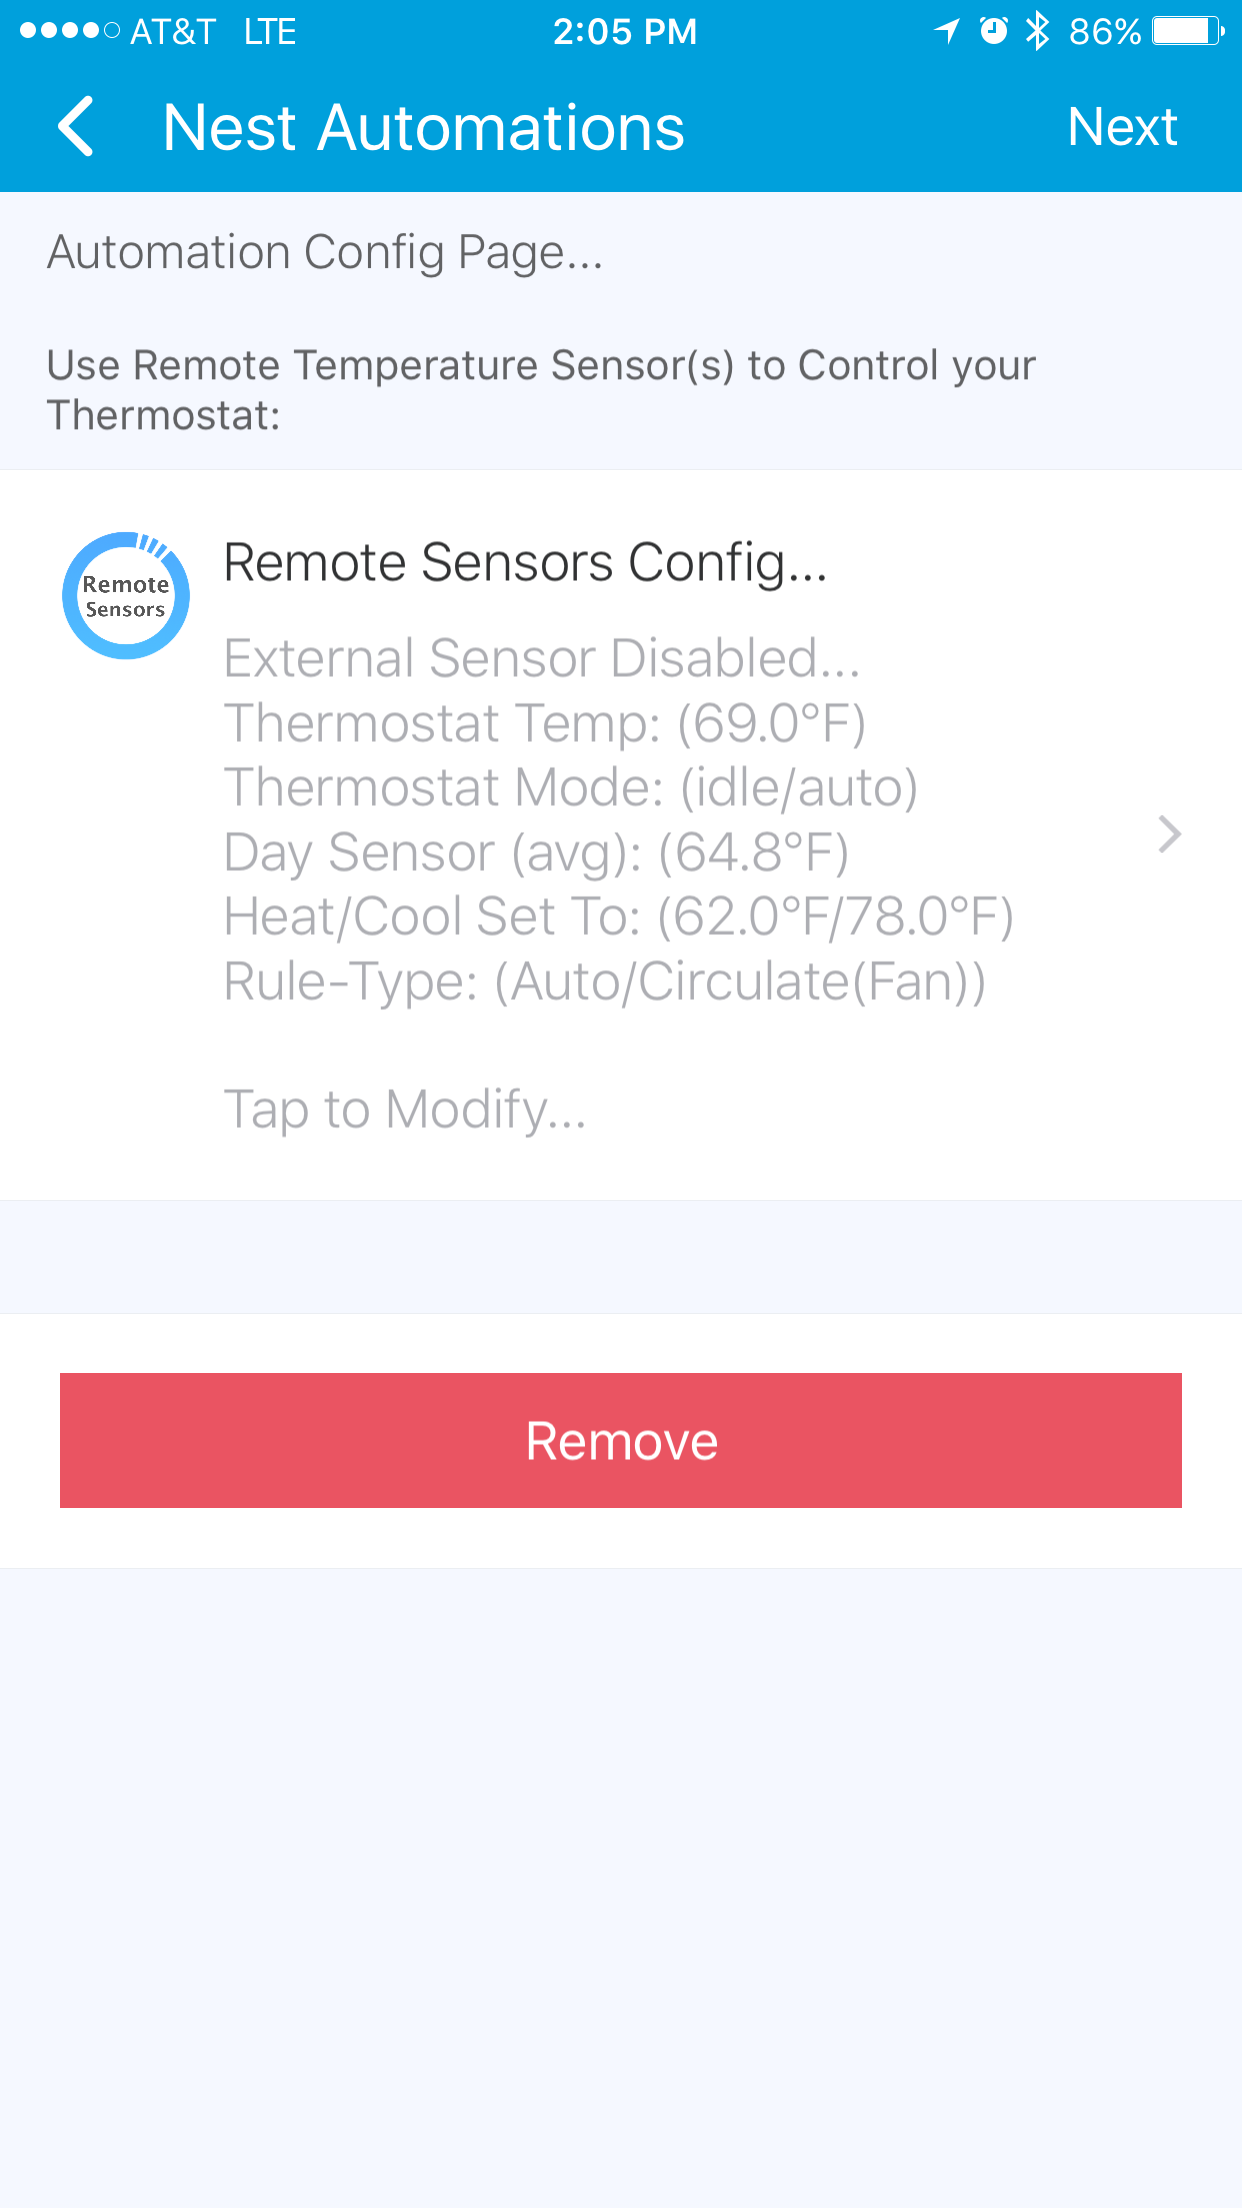 AT&T LTE 2:05 PM 86%
Nest Automations Next
Automation Config Page...
Use Remote Temperature Sensor(s) to Control your
Thermostat:
Remote
Sensors
Remote Sensors Config...
External Sensor Disabled...
Thermostat Temp: (69.0°F)
Thermostat Mode: (idle/auto)
Day Sensor (avg): (64.8°F)
Heat/Cool Set To: (62.0°F/78.0°F)
Rule-Type: (Auto/Circulate(Fan))
Tap to Modify...
Remove